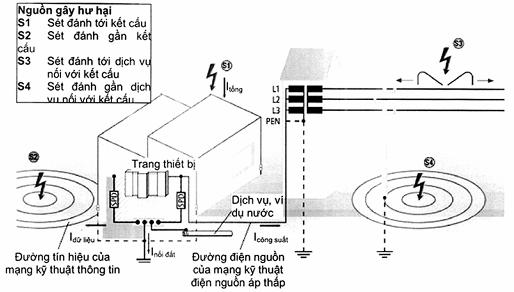 Nguồn gây hư hại
S1 Sét đánh tới kết cấu
S2 Sét đánh gần kết
cấu
S3 Sét đánh tới dịch vụ
nối với kết cấu
S4 Sét đánh gần dịch
vụ nối với kết cấu
S1
Itổng
S3
L1
L2
L3
PEN
S2
Trang thiết bị
SPD
SPD
S4
Dịch vụ, ví
dụ nước
Idữ liệu
Inối đất
Icông suất
Đường tín hiệu của
mạng kỹ thuật thông tin
Đường điện nguồn
của mạng kỹ thuật
điện nguồn áp thấp